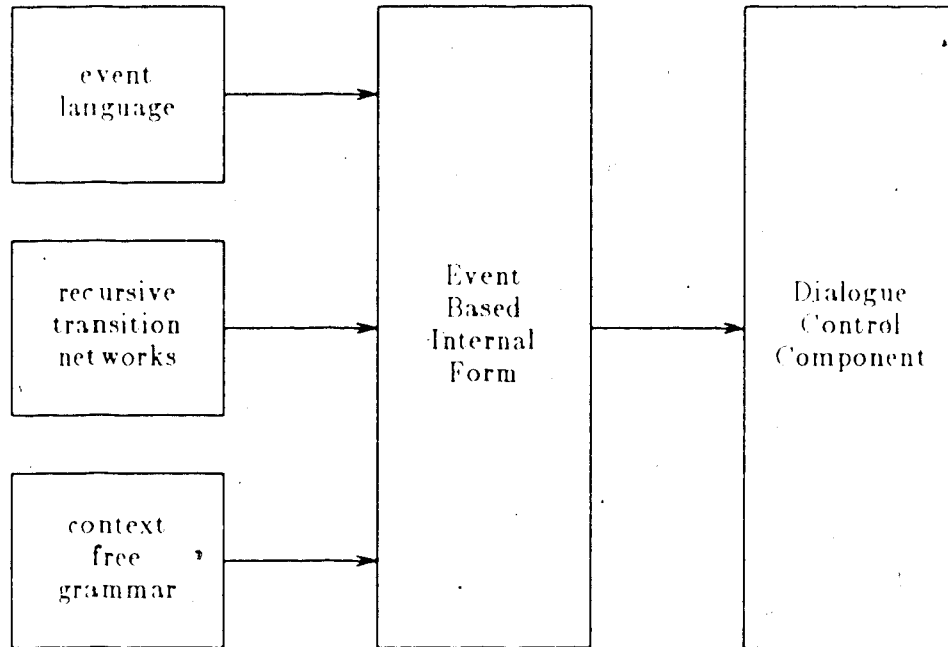 event
language
recursive
transition
networks
context
free
grammar
Event
Based
Internal
Form
Dialogue
Control
Component